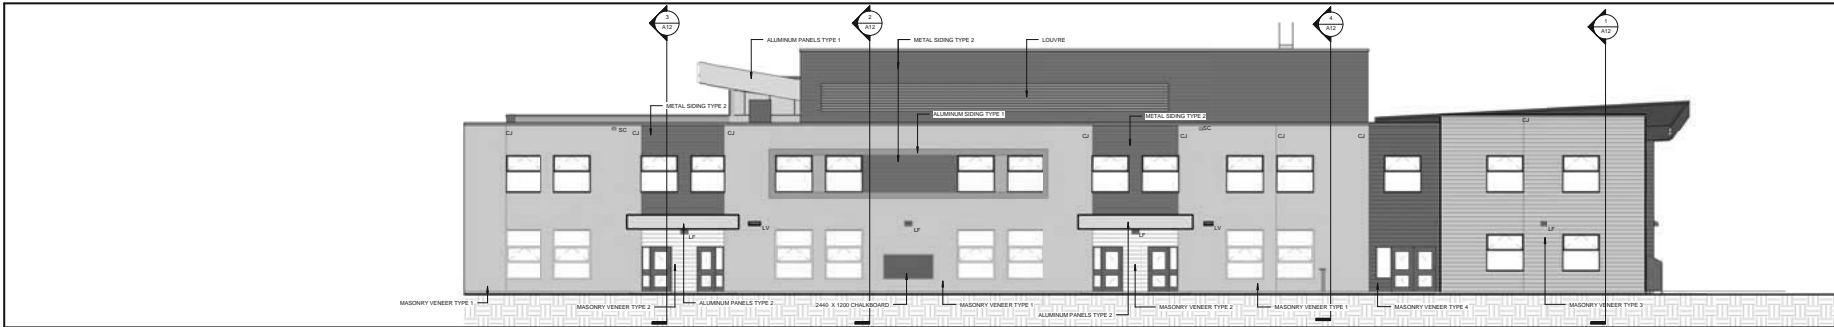 3
A12
2
A12
4
A12
1
A12
ALUMINUM PANELS TYPE 1
METAL SIDING TYPE 2
LOUVRE
METAL SIDING TYPE 2
ALUMINUM SIDING TYPE 1
METAL SIDING TYPE 2
CJ
SC
CJ
CJ
CJ
CJ
SC
CJ
CJ
CJ
LV
LF
LF
LV
LF
LF
MASONRY VENEER TYPE 1
MASONRY VENEER TYPE 2
ALUMINUM PANELS TYPE 2
2440 X 1200 CHALKBOARD
MASONRY VENEER TYPE 1
ALUMINUM PANELS TYPE 2
MASONRY VENEER TYPE 2
MASONRY VENEER TYPE 1
MASONRY VENEER TYPE 4
MASONRY VENEER TYPE 3